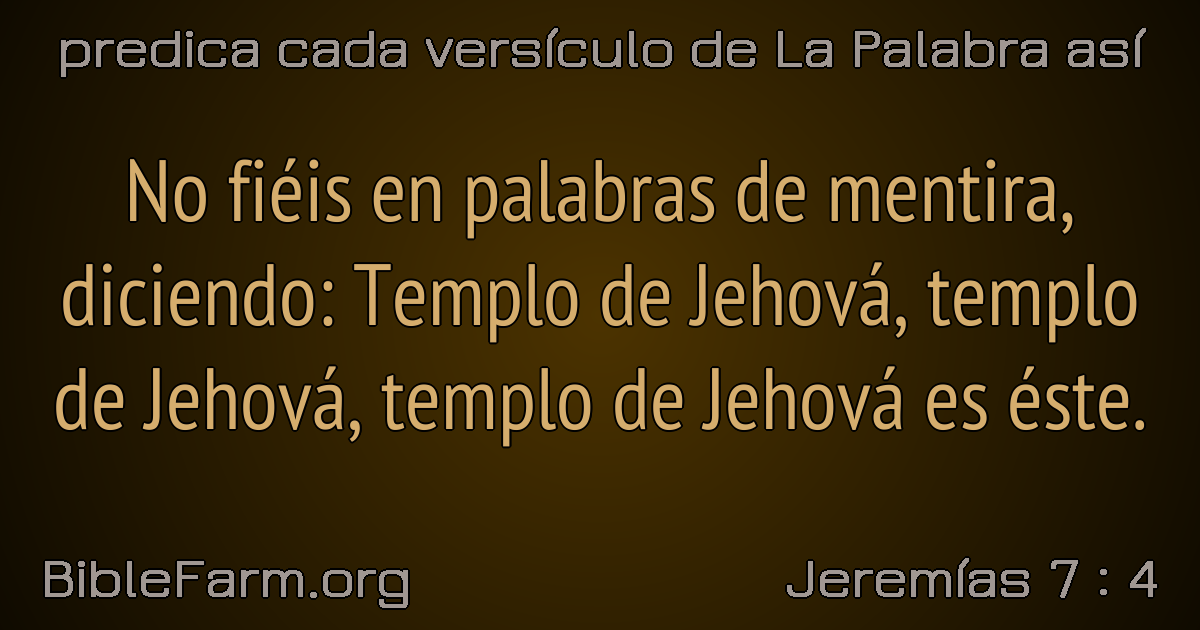 predica cada versículo de La Palabra así
No fiéis en palabras de mentira,
diciendo: Templo de Jehová, templo
de Jehová, templo de Jehová es éste.
BibleFarm.org
Jeremías 7 : 4